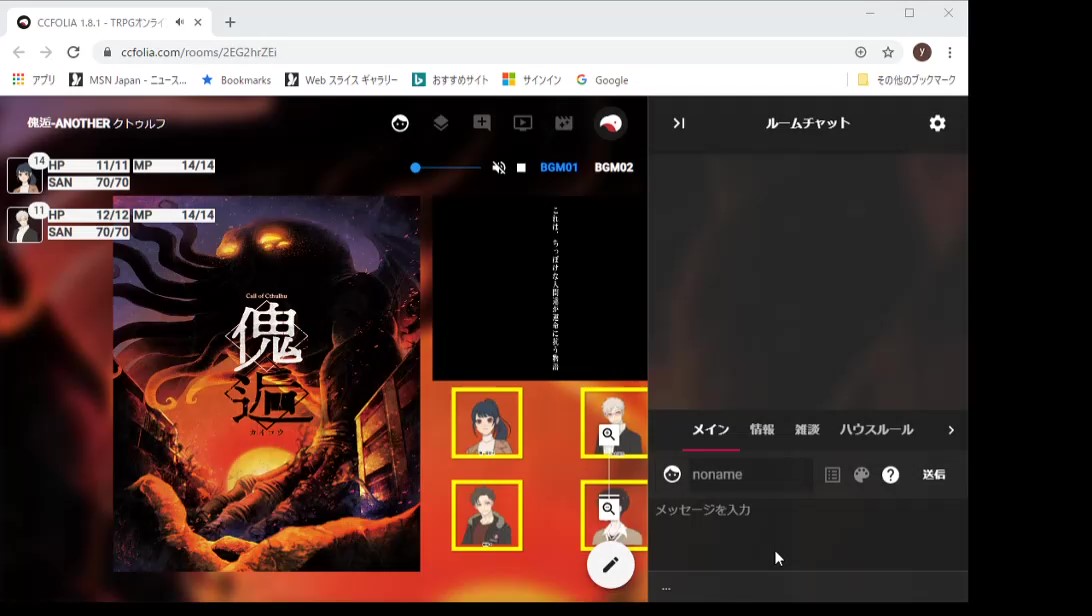 CCFOLIA 1.8.1 - TRPGオンライ
ccfolia.com/rooms/2EG2hrZEi
y
アプリ
MSN Japan - ニュース...
Bookmarks
Web スライス ギャラリー
おすすめサイト
サインイン
Google
その他のブックマーク
傀逅-ANOTHER クトゥルフ
ルームチャット
14
HP 11/11 MP 14/14
SAN 70/70
BGM01
BGM02
11
HP 12/12 MP 14/14
SAN 70/70
これは、ちっぽけな人間達が運命に抗う物語
Call of Cthulhu
傀
逅
カイコウ
メイン
情報
雑談
ハウスルール
noname
送信
メッセージを入力
...